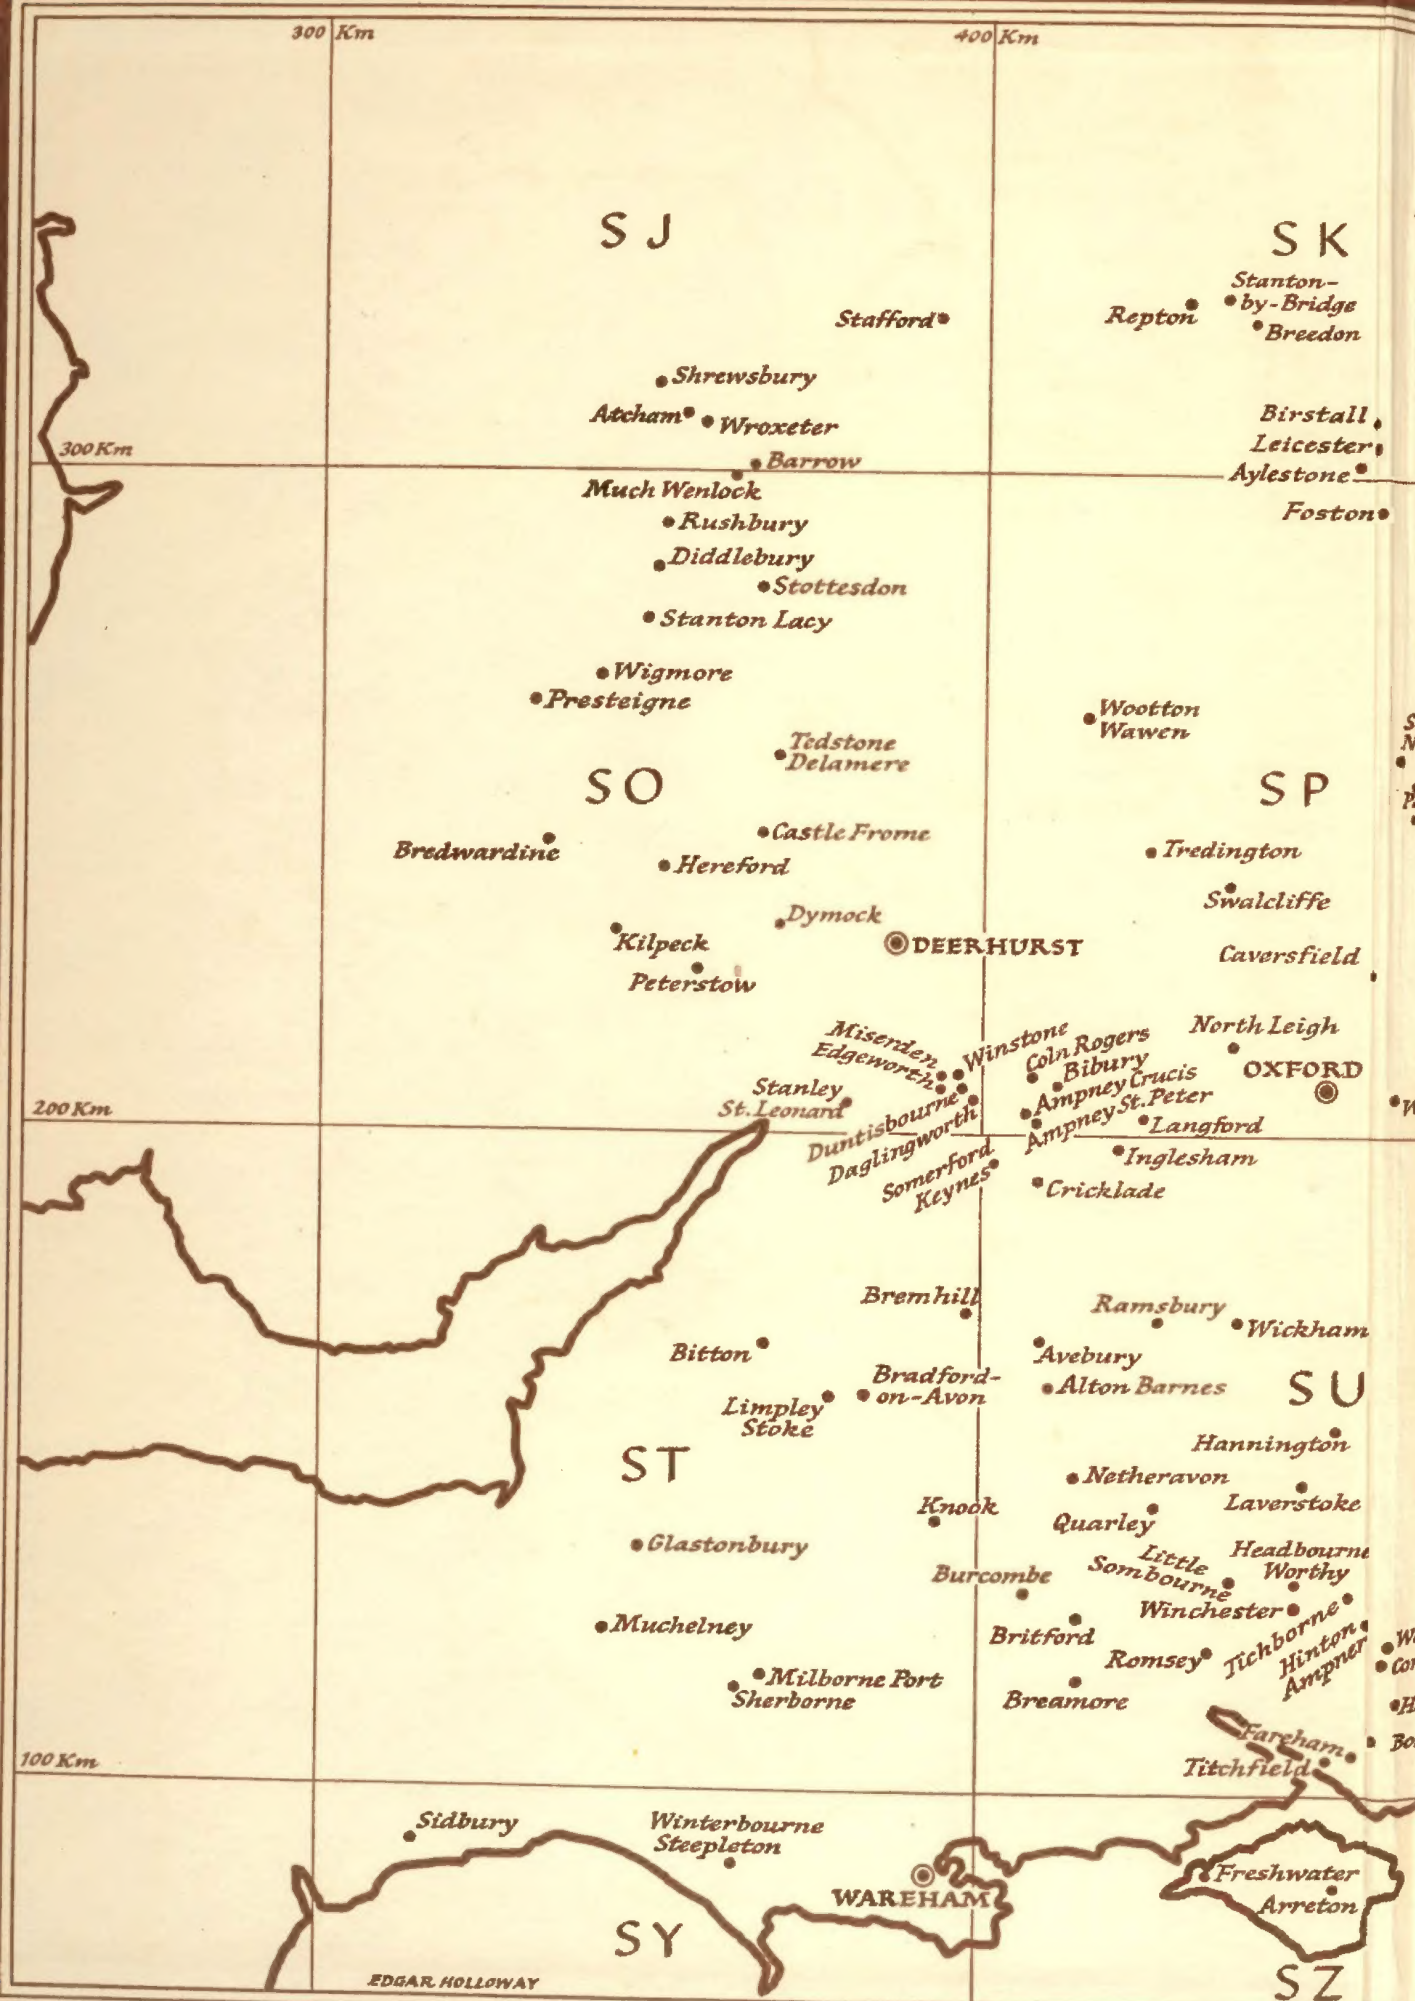 300 Km
400 Km
SJ
SK
Stanton-
by-Bridge
Repton
Breedon
Stafford
Shrewsbury
Atcham
Wroxeter
Birstall
Leicester
Aylestone
300 Km
Barrow
Much Wenlock
Foston
Rushbury
Diddlebury
Stottesdon
Stanton Lacy
Wigmore
Presteigne
Wootton
Wawen
Tedstone
Delamere
SO
SP
Castle Frome
Bredwardine
Hereford
Tredington
Swalcliffe
Dymock
Kilpeck
DEERHURST
Caversfield
Peterstow
Miserden
Edgeworth
Winstone
Coln Rogers
Bibury
North Leigh
OXFORD
Stanley
St. Leonard
200 Km
Duntisbourne
Daglingworth
Ampney Crucis
Ampney St. Peter
Langford
Somerford
Keynes
Inglesham
Cricklade
Bremhill
Ramsbury
Wickham
Bitton
Avebury
Bradford-
on-Avon
Alton Barnes
SU
Limpley
Stoke
Hannington
ST
Netheravon
Laverstoke
Knook
Quarley
Glastonbury
Little
Sombourne
Headbourne
Worthy
Burcombe
Winchester
Muchelney
Britford
Romsey
Tichborne
Hinton
Ampner
Milborne Port
Sherborne
Breamore
Fareham
Titchfield
100 Km
Sidbury
Winterbourne
Steepleton
WAREHAM
Freshwater
Arreton
SY
SZ
EDGAR HOLLOWAY